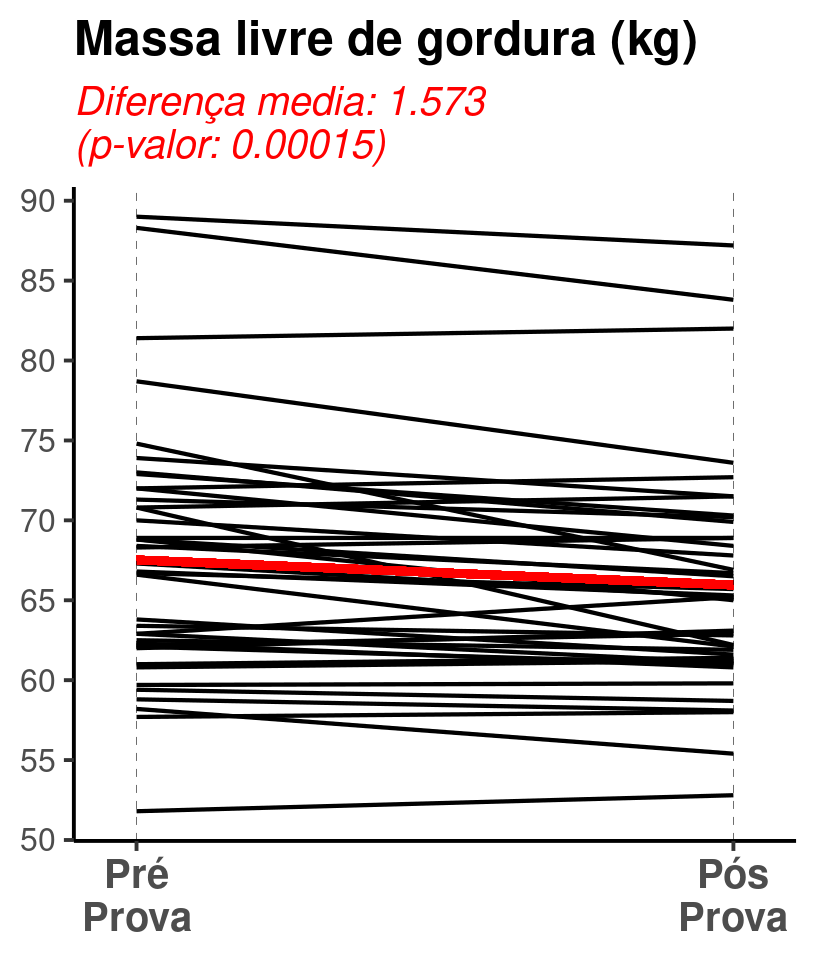 Massa livre de gordura (kg)
Diferença media: 1.573
(p-valor: 0.00015)
90
85
80
75
70
65
60
55
50
Pré
Prova
Pós
Prova